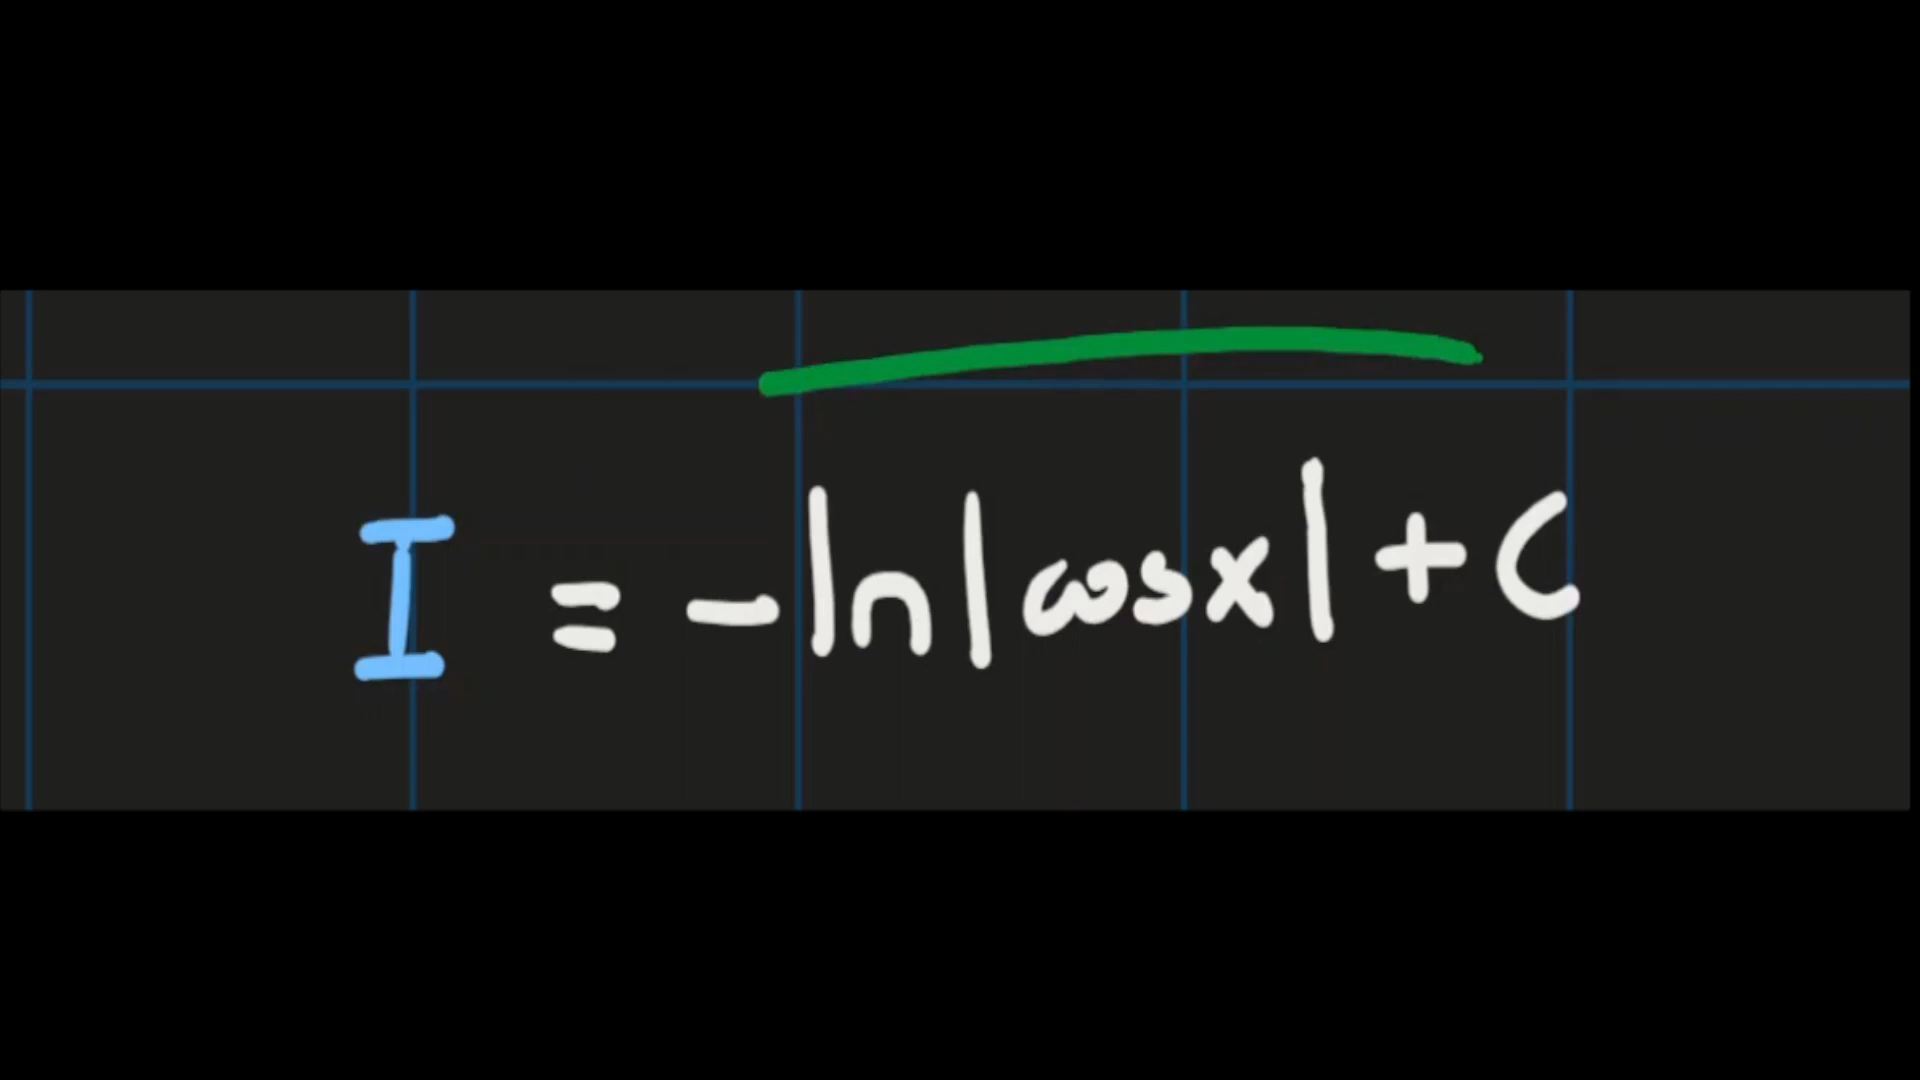 I = -ln|cosx| + C